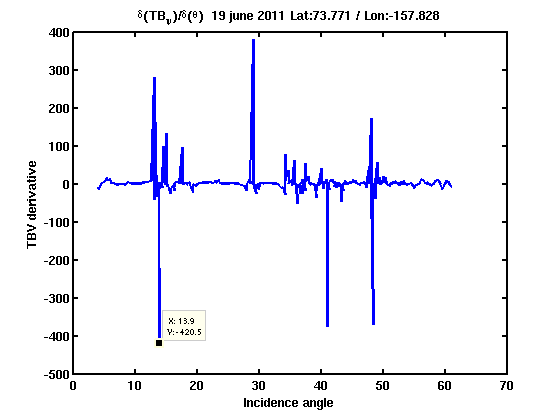 δ(TBᵥ)/δ(θ) 19 june 2011 Lat:73.771 / Lon:-157.828
400
300
200
100
0
-100
-200
-300
-400
-500
TBV derivative
X: 13.9
Y: -420.5
0 10 20 30 40 50 60 70
Incidence angle